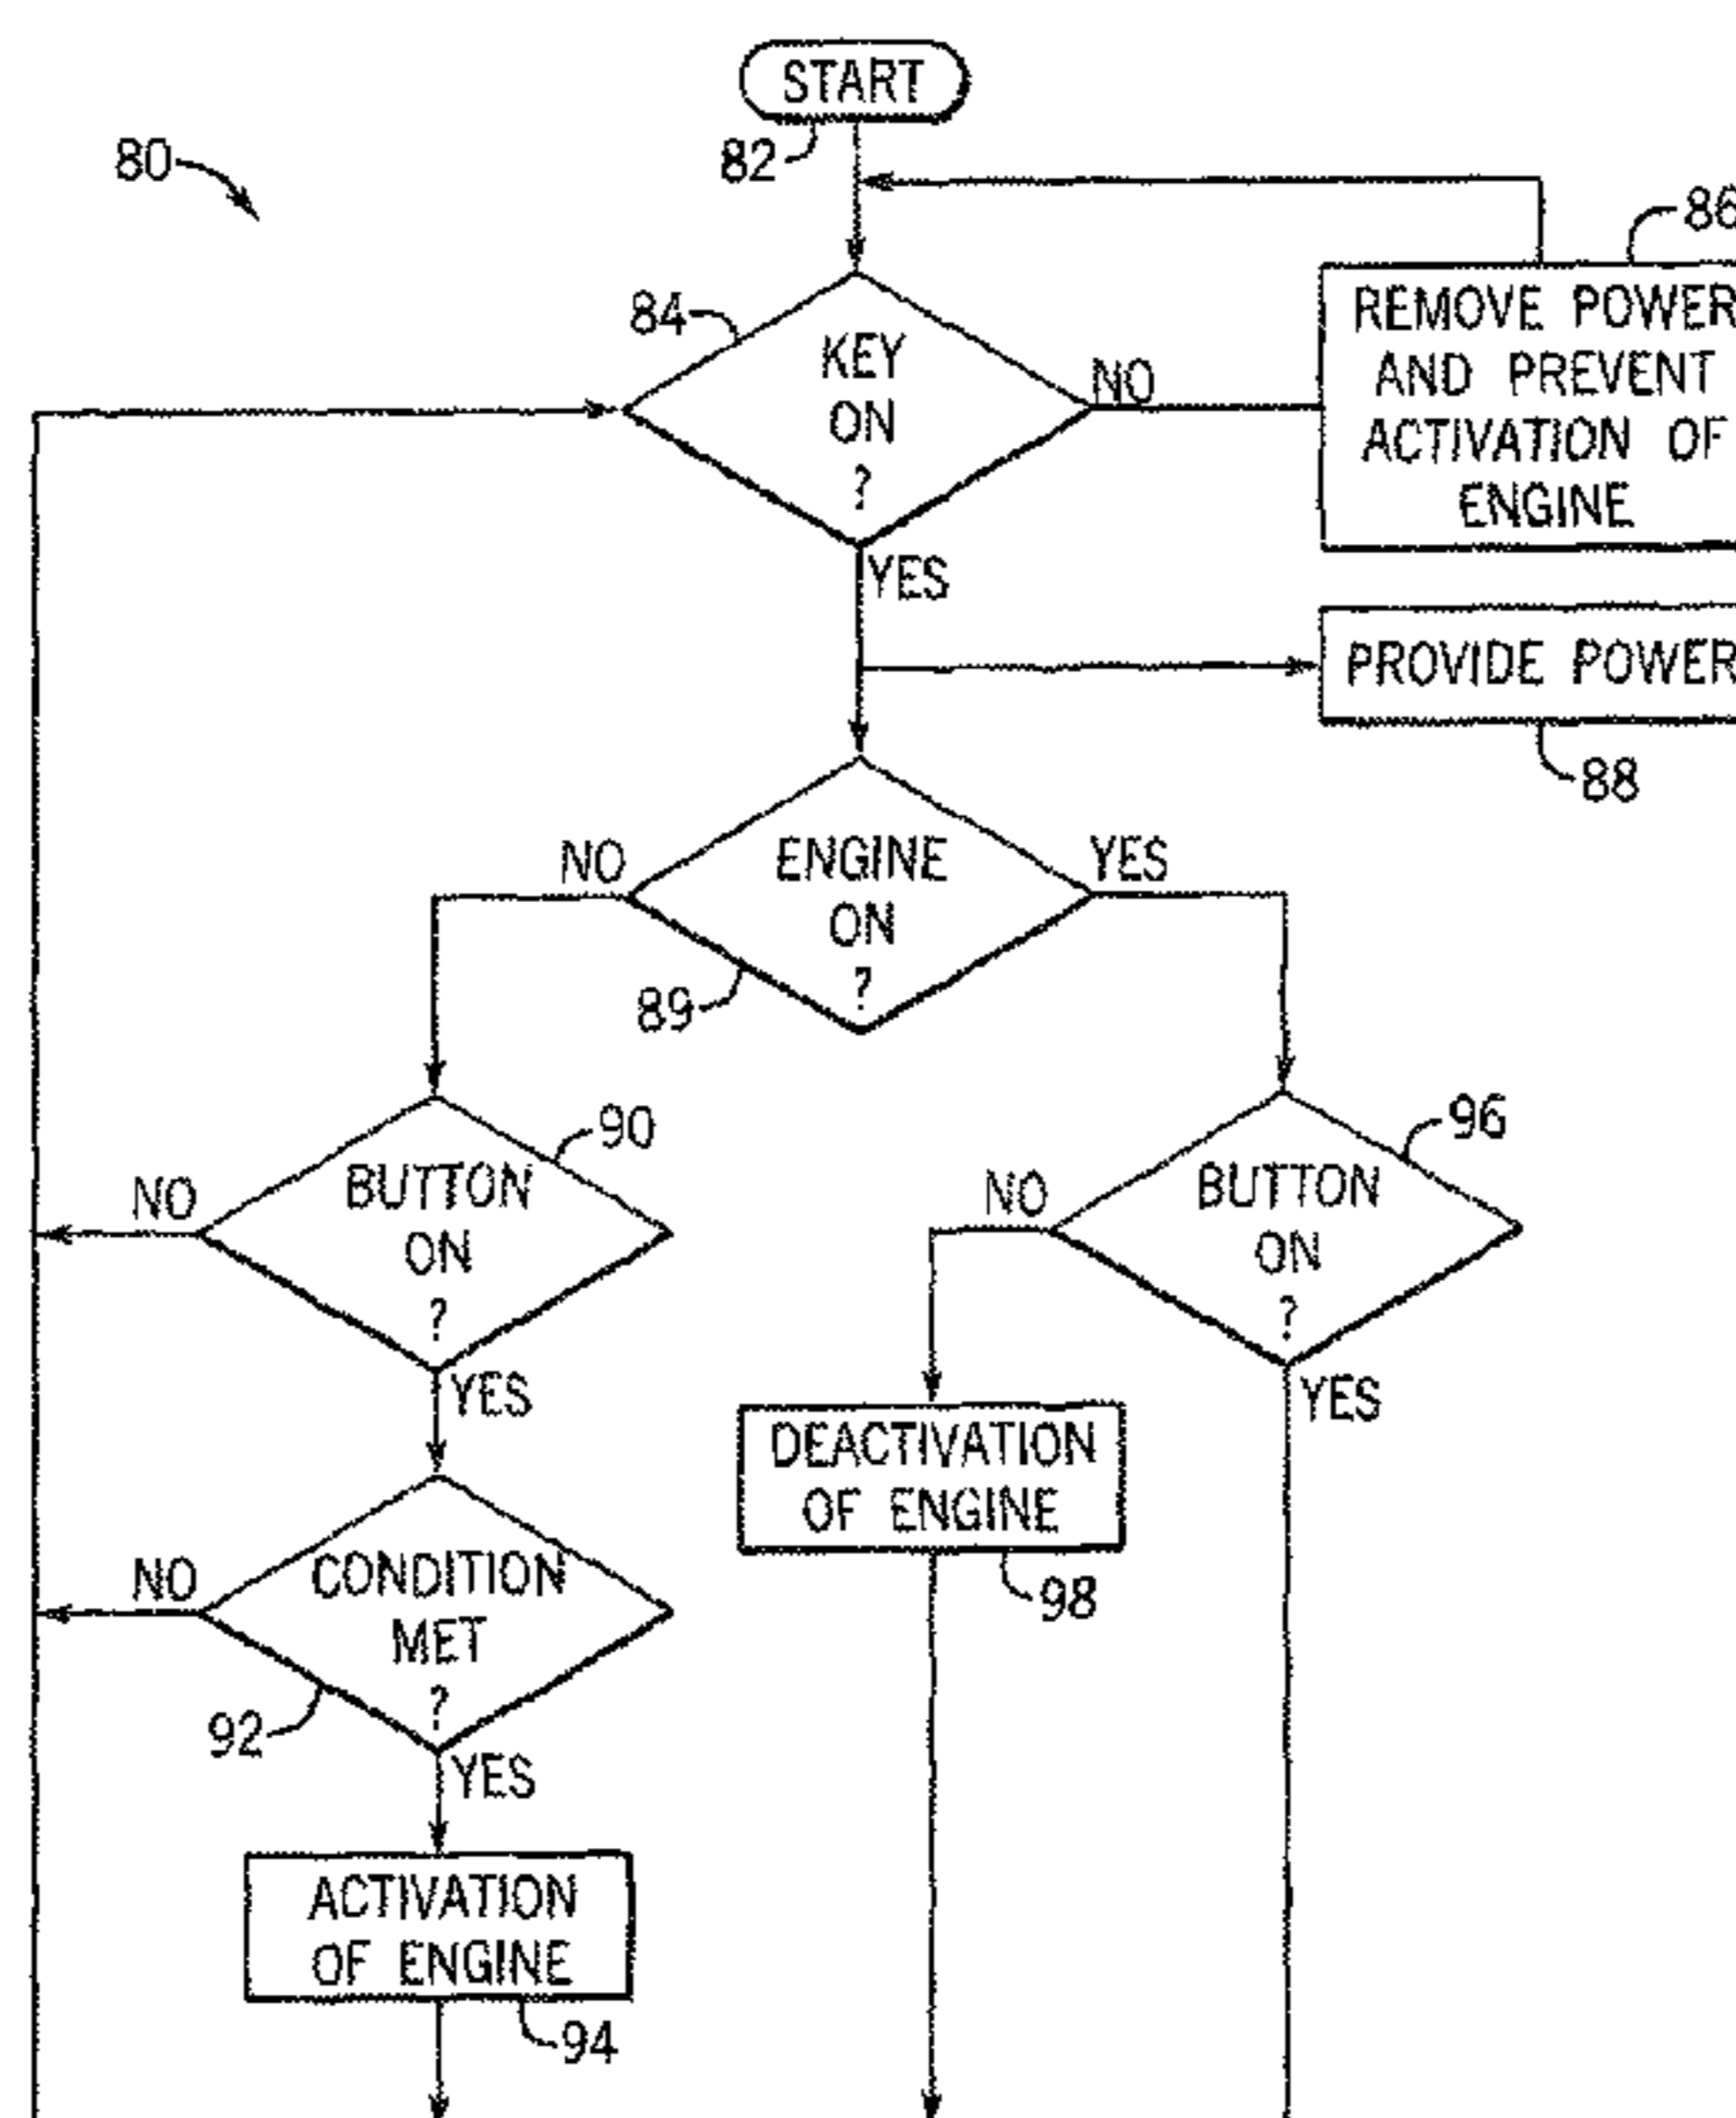 START
80
82
86
84
KEY
ON
?
NO
REMOVE POWER
AND PREVENT
ACTIVATION OF
ENGINE
YES
PROVIDE POWER
88
NO
ENGINE
ON
?
YES
89
90
96
NO
BUTTON
ON
?
YES
NO
BUTTON
ON
?
YES
DEACTIVATION
OF ENGINE
98
NO
CONDITION
MET
?
92
YES
ACTIVATION
OF ENGINE
94